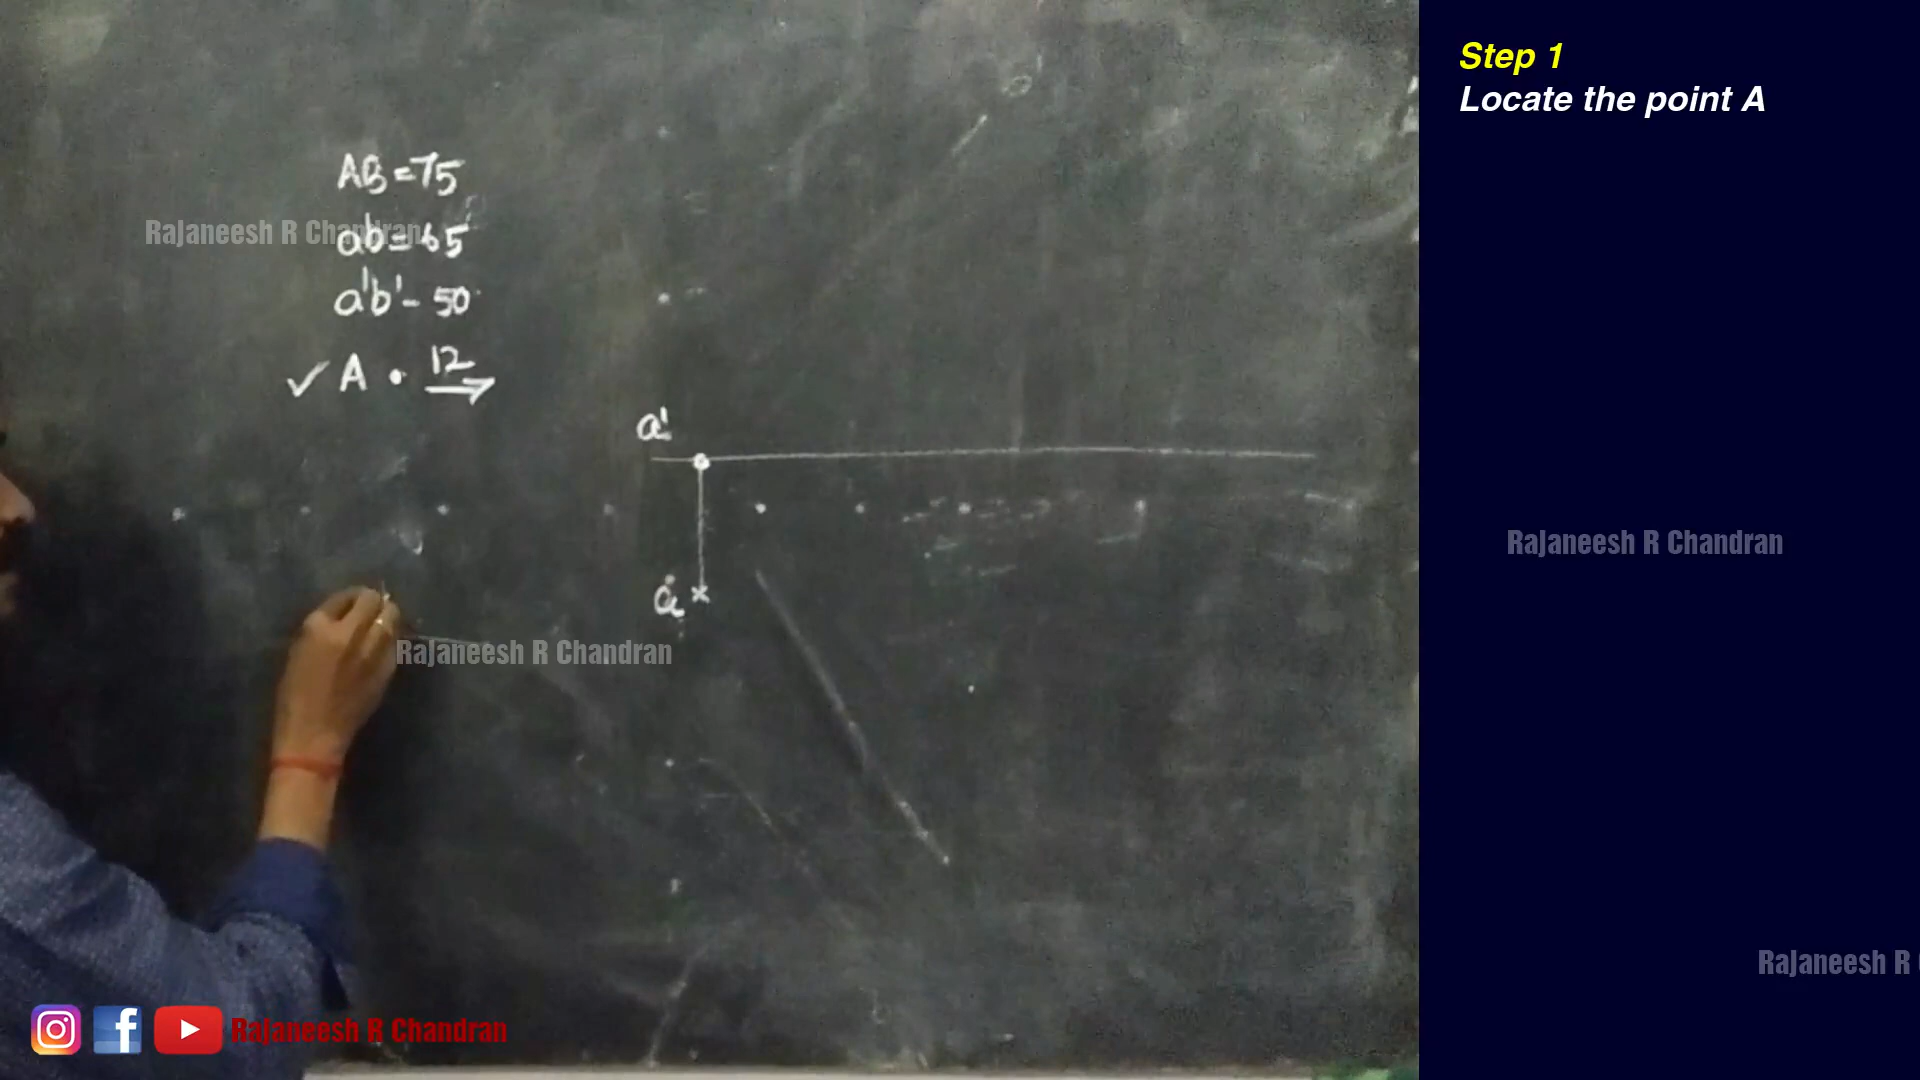 Step 1
Locate the point A
AB=75
ab=65
a'b'- 50
✓ A • 12
a'
a
Rajaneesh R Chandran
Rajaneesh R Chandran
Rajaneesh R Chandran
Rajaneesh R
Rajaneesh R Chandran